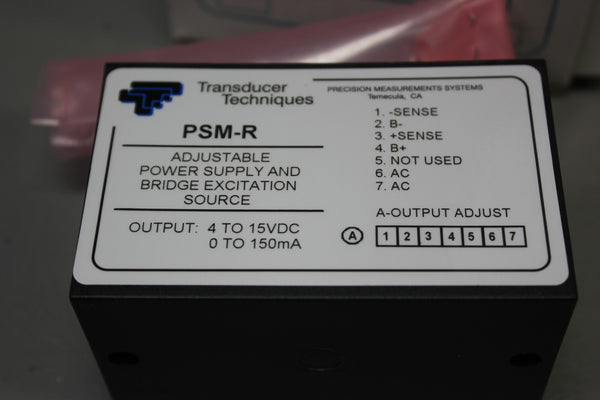 Transducer
Techniques
PSM-R
ADJUSTABLE
POWER SUPPLY AND
BRIDGE EXCITATION
SOURCE
OUTPUT: 4 TO 15VDC
0 TO 150mA
PRECISION MEASUREMENTS SYSTEMS
Temecula, CA
1. -SENSE
2. B-
3. +SENSE
4. B+
5. NOT USED
6. AC
7. AC
A-OUTPUT ADJUST
A 1 2 3 4 5 6 7